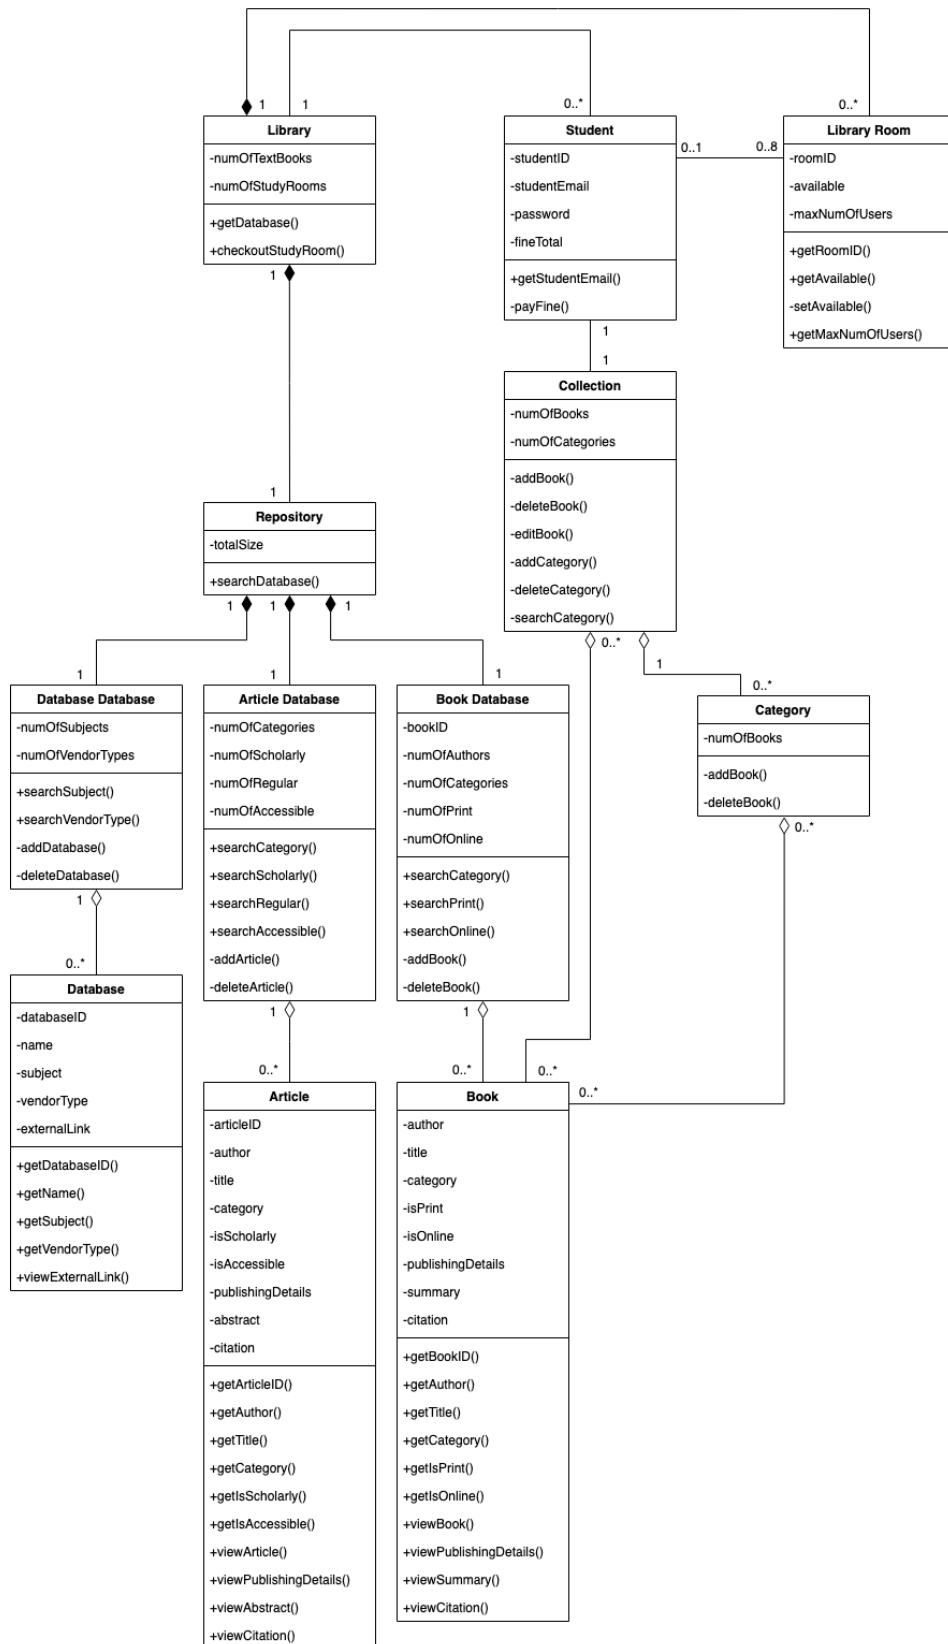 1
1
0..*
0..*
Library
-numOfTextBooks
-numOfStudyRooms
+getDatabase()
+checkoutStudyRoom()
1
Student
-studentID
-studentEmail
-password
-fineTotal
+getStudentEmail()
-payFine()
1
0..1
0..8
Library Room
-roomID
-available
-maxNumOfUsers
+getRoomID()
+getAvailable()
-setAvailable()
+getMaxNumOfUsers()
1
Collection
-numOfBooks
-numOfCategories
-addBook()
-deleteBook()
-editBook()
-addCategory()
-deleteCategory()
-searchCategory()
0..*
1
1
Repository
-totalSize
+searchDatabase()
1
1
1
1
1
1
0..*
Database Database
-numOfSubjects
-numOfVendorTypes
+searchSubject()
+searchVendorType()
-addDatabase()
-deleteDatabase()
1
Article Database
-numOfCategories
-numOfScholarly
-numOfRegular
-numOfAccessible
+searchCategory()
+searchScholarly()
+searchRegular()
+searchAccessible()
-addArticle()
-deleteArticle()
1
Book Database
-bookID
-numOfAuthors
-numOfCategories
-numOfPrint
-numOfOnline
+searchCategory()
+searchPrint()
+searchOnline()
-addBook()
-deleteBook()
1
Category
-numOfBooks
-addBook()
-deleteBook()
0..*
0..*
Database
-databaseID
-name
-subject
-vendorType
-externalLink
+getDatabaseID()
+getName()
+getSubject()
+getVendorType()
+viewExternalLink()
0..*
Article
-articleID
-author
-title
-category
-isScholarly
-isAccessible
-publishingDetails
-abstract
-citation
+getArticleID()
+getAuthor()
+getTitle()
+getCategory()
+getIsScholarly()
+getIsAccessible()
+viewArticle()
+viewPublishingDetails()
+viewAbstract()
+viewCitation()
0..*
0..*
0..*
Book
-author
-title
-category
-isPrint
-isOnline
-publishingDetails
-summary
-citation
+getBookID()
+getAuthor()
+getTitle()
+getCategory()
+getIsPrint()
+getIsOnline()
+viewBook()
+viewPublishingDetails()
+viewSummary()
+viewCitation()